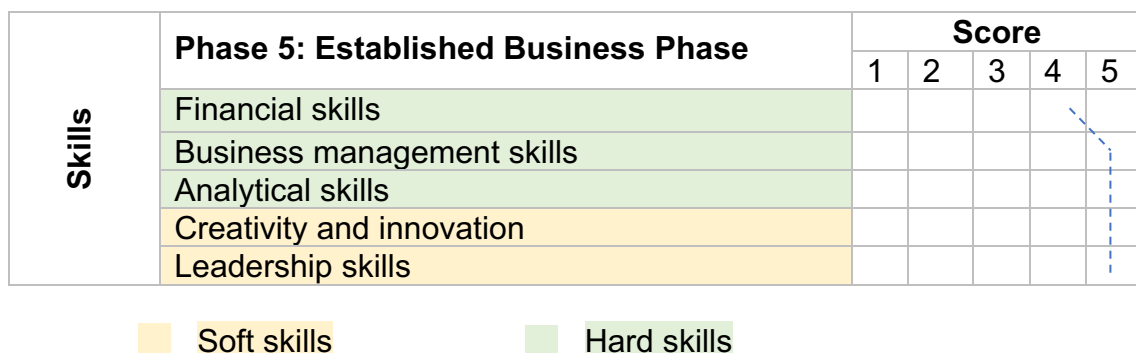 Skills
Phase 5: Established Business Phase
Score
1 2 3 4 5
Financial skills
Business management skills
Analytical skills
Creativity and innovation
Leadership skills
Soft skills Hard skills